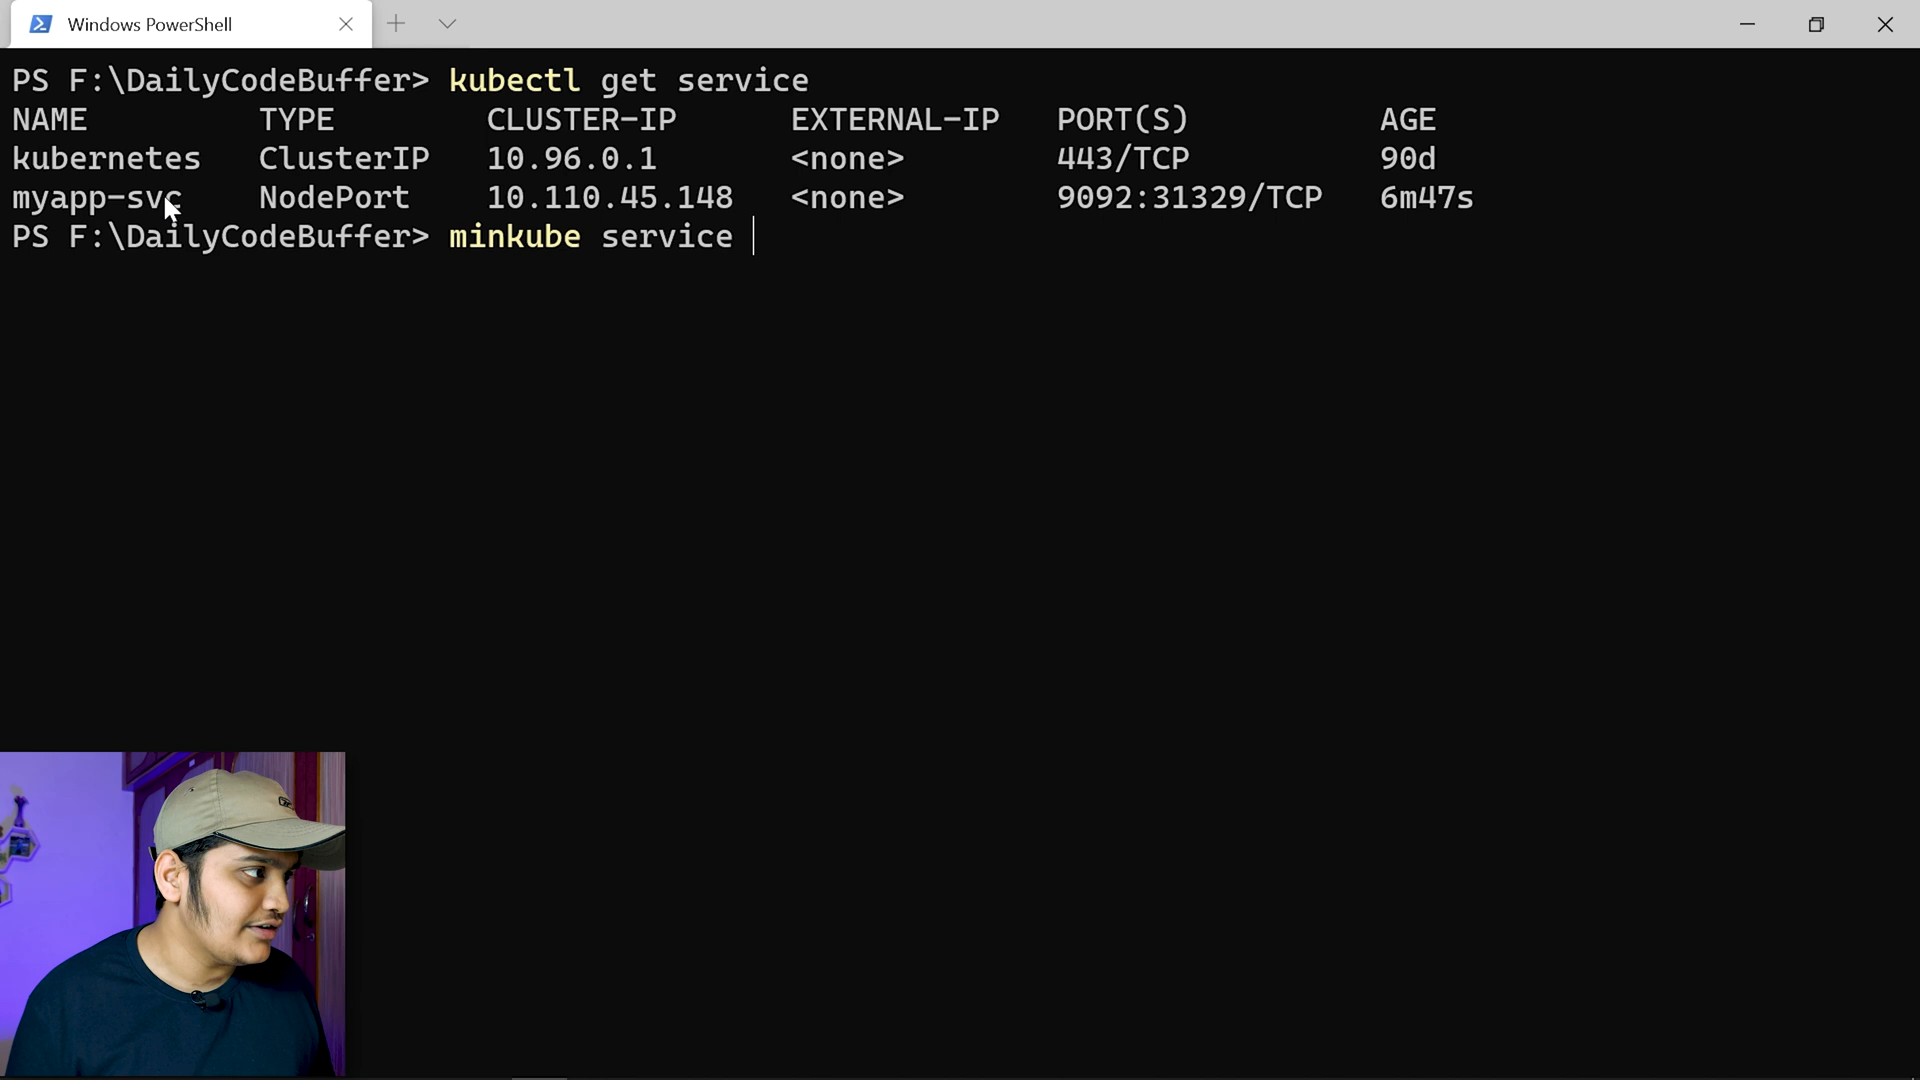 Windows PowerShell
PS F:\DailyCodeBuffer> kubectl get service
NAME TYPE CLUSTER-IP EXTERNAL-IP PORT(S) AGE
kubernetes ClusterIP 10.96.0.1 <none> 443/TCP 90d
myapp-svc NodePort 10.110.45.148 <none> 9092:31329/TCP 6m47s
PS F:\DailyCodeBuffer> minkube service